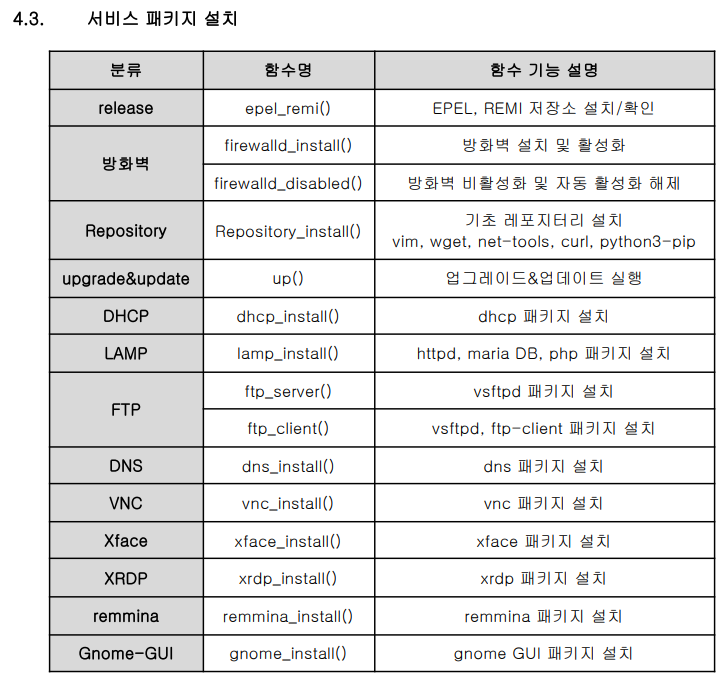 4.3. 서비스 패키지 설치
분류 함수명 함수 기능 설명
release epel_remi() EPEL, REMI 저장소 설치/확인
방화벽
firewalld_install() 방화벽 설치 및 활성화
firewalld_disabled() 방화벽 비활성화 및 자동 활성화 해제
Repository Repository_install() 기초 레포지터리 설치
vim, wget, net-tools, curl, python3-pip
upgrade&update up() 업그레이드&업데이트 실행
DHCP dhcp_install() dhcp 패키지 설치
LAMP lamp_install() httpd, maria DB, php 패키지 설치
FTP
ftp_server() vsftpd 패키지 설치
ftp_client() vsftpd, ftp-client 패키지 설치
DNS dns_install() dns 패키지 설치
VNC vnc_install() vnc 패키지 설치
Xface xface_install() xface 패키지 설치
XRDP xrdp_install() xrdp 패키지 설치
remmina remmina_install() remmina 패키지 설치
Gnome-GUI gnome_install() gnome GUI 패키지 설치